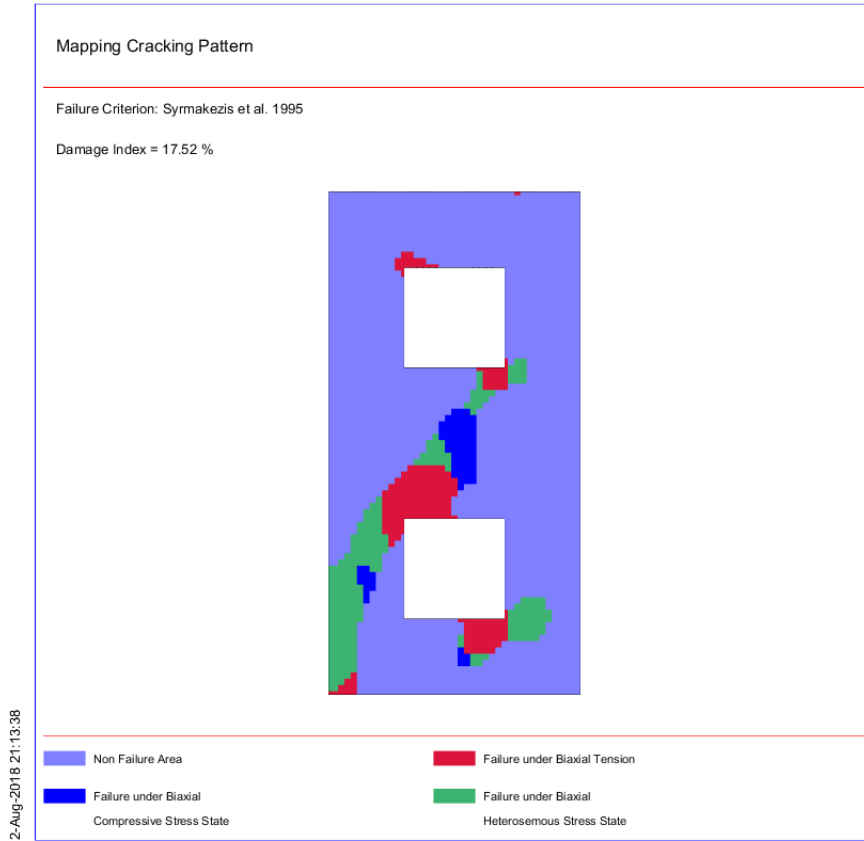 Mapping Cracking Pattern
Failure Criterion: Syrmakezis et al. 1995
Damage Index = 17.52 %
2-Aug-2018 21:13:38
Non Failure Area
Failure under Biaxial Tension
Failure under Biaxial
Compressive Stress State
Failure under Biaxial
Heterosemous Stress State